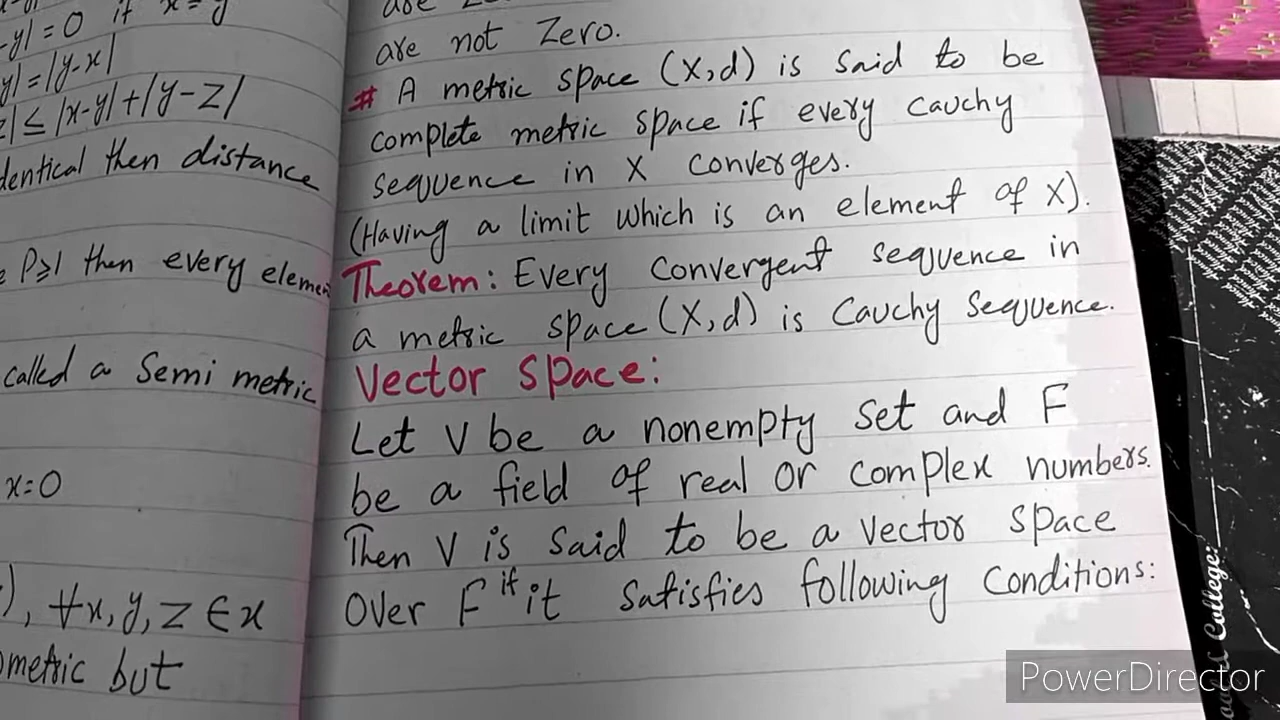 -y|=0 if x=y
y|=|y-x|
z|≤|x-y|+|y-z|
dentical then distance
P≥1 then every elemen
called a Semi metric
x=0
), ∀x,y,z ∈x
ometric but
are not Zero.
# A metric space (X,d) is said to be
complete metric space if every cauchy
sequence in X converges.
(Having a limit which is an element of X).
Theorem: Every convergent sequence in
a metric space (X,d) is Cauchy Sequence.
Vector Space:
Let V be a nonempty set and F
be a field of real or complex numbers.
Then V is said to be a vector space
Over F if it satisfies following conditions:
College:
PowerDirector